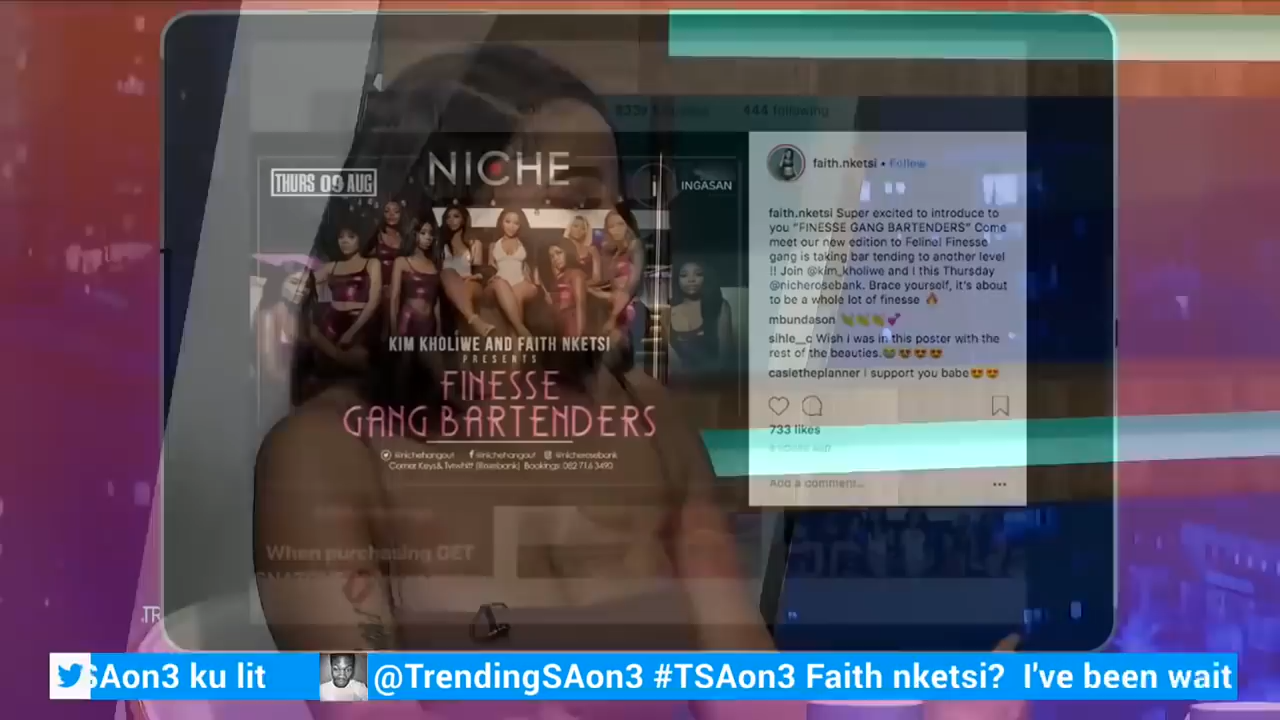 444 following
THURS 09 AUG
NICHE
INGASAN
KIM KHOLIWE AND FAITH NKETSI
PRESENTS
FINESSE
GANG BARTENDERS
@nichehangout @nichehangout @nicherosebank
Corner Keys& Tyrwhitt (Rosebank) Bookings: 082 716 3490
faith.nketsi • Follow
faith.nketsi Super excited to introduce to
you "FINESSE GANG BARTENDERS" Come
meet our new edition to Feline! Finesse
gang is taking bar tending to another level
!! Join @kim_kholiwe and I this Thursday
@nicherosebank. Brace yourself, it's about
to be a whole lot of finesse 🔥
mbundason 🍃🍃🍃💕
sihle__c Wish i was in this poster with the
rest of the beauties.😭😍😍😍
casietheplanner I support you babe😍😍
733 likes
Add a comment...
When purchasing GET
.TR
SAon3 ku lit
@TrendingSAon3 #TSAon3 Faith nketsi? I've been wait